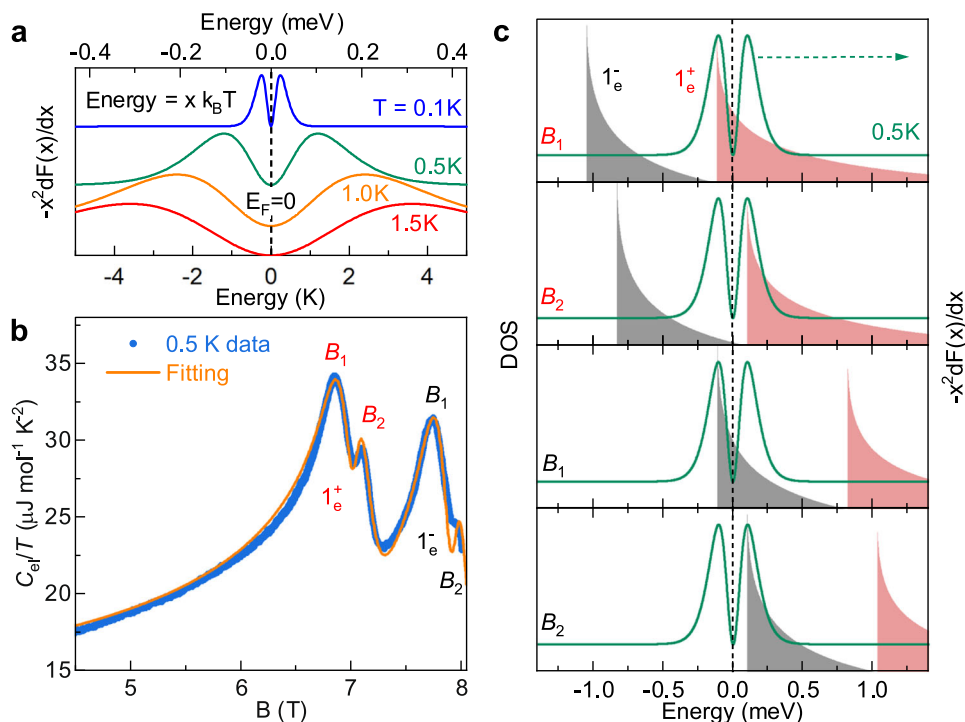 a
Energy (meV)
-0.4 -0.2 0.0 0.2 0.4
Energy = x k_BT
T = 0.1K
0.5K
1.0K
E_F=0
1.5K
-x²dF(x)/dx
-4 -2 0 2 4
Energy (K)
b
0.5 K data
Fitting
B₁
B₂
1ₑ⁺
B₁
1ₑ⁻
B₂
C_el/T (μJ mol⁻¹ K⁻²)
35
30
25
20
15
5 6 7 8
B (T)
c
1ₑ⁻
1ₑ⁺
0.5K
B₁
B₂
B₁
B₂
DOS
-x²dF(x)/dx
-1.0 -0.5 0.0 0.5 1.0
Energy (meV)